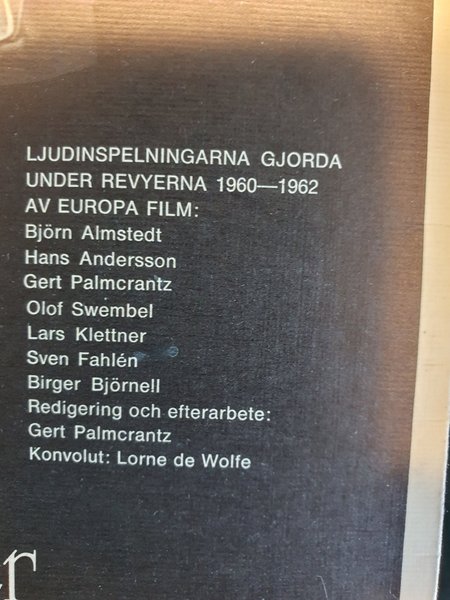 LJUDINSPELNINGARNA GJORDA
UNDER REVYERNA 1960—1962
AV EUROPA FILM:
Björn Almstedt
Hans Andersson
Gert Palmcrantz
Olof Swembel
Lars Klettner
Sven Fahlén
Birger Björnell
Redigering och efterarbete:
Gert Palmcrantz
Konvolut: Lorne de Wolfe